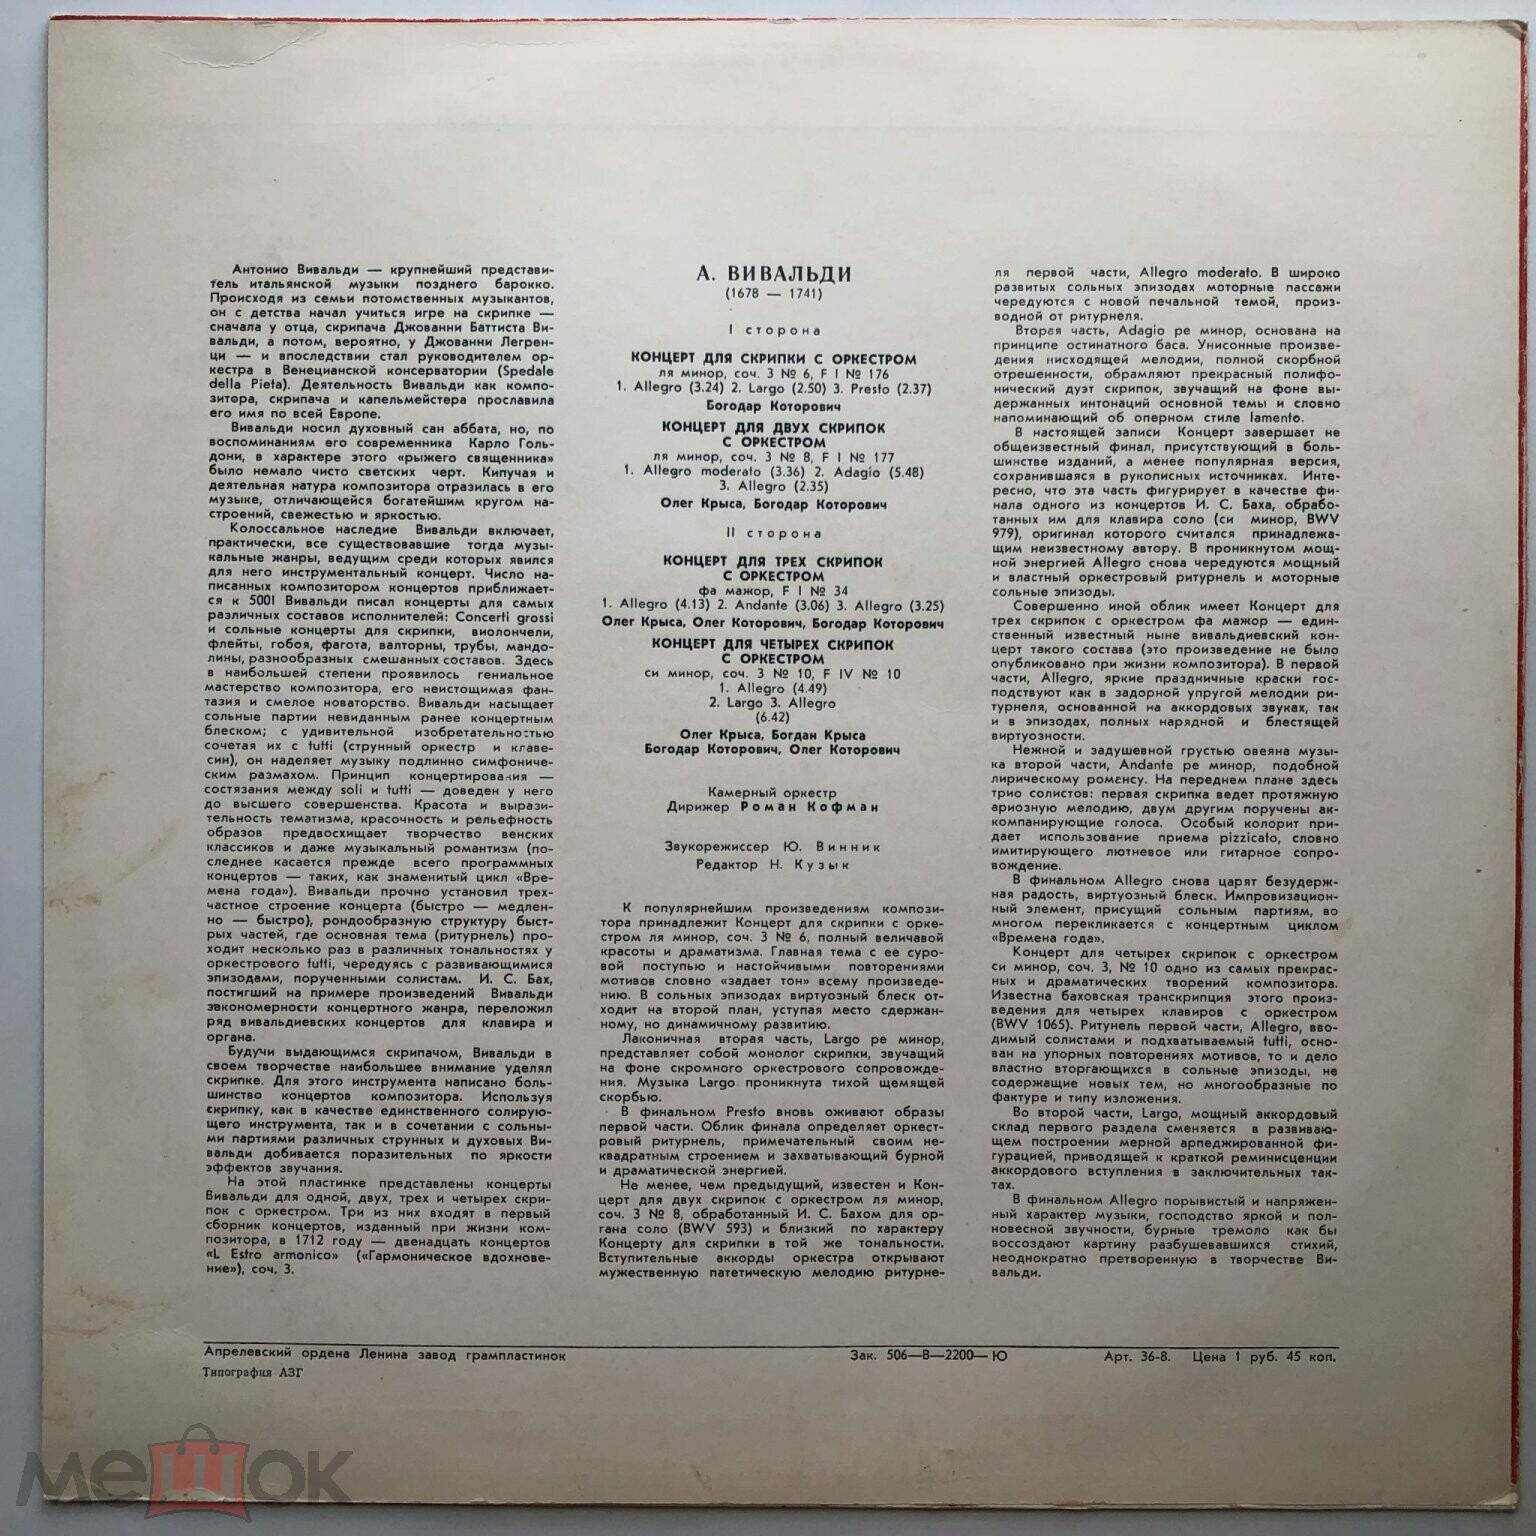 Антонио Вивальди — крупнейший представи-
тель итальянской музыки позднего барокко.
Происходя из семьи потомственных музыкантов,
он с детства начал учиться игре на скрипке —
сначала у отца, скрипача Джованни Баттиста Ви-
вальди, а потом, вероятно, у Джованни Легрен-
ци — и впоследствии стал руководителем ор-
кестра в Венецианской консерватории (Spedale
della Pieta). Деятельность Вивальди как компо-
зитора, скрипача и капельмейстера прославила
его имя по всей Европе.
Вивальди носил духовный сан аббата, но, по
воспоминаниям его современника Карло Голь-
дони, в характере этого «рыжего священника»
было немало чисто светских черт. Кипучая и
деятельная натура композитора отразилась в его
музыке, отличающейся богатейшим кругом на-
строений, свежестью и яркостью.
Колоссальное наследие Вивальди включает,
практически, все существовавшие тогда музы-
кальные жанры, ведущим среди которых явился
для него инструментальный концерт. Число на-
писанных композитором концертов приближает-
ся к 500! Вивальди писал концерты для самых
различных составов исполнителей: Concerti grossi
и сольные концерты для скрипки, виолончели,
флейты, гобоя, фагота, валторны, трубы, мандо-
лины, разнообразных смешанных составов. Здесь
в наибольшей степени проявилось гениальное
мастерство композитора, его неистощимая фан-
тазия и смелое новаторство. Вивальди насыщает
сольные партии невиданным ранее концертным
блеском; с удивительной изобретательностью
сочетая их с tutti (струнный оркестр и клаве-
син), он наделяет музыку подлинно симфониче-
ским размахом. Принцип концертирования —
состязания между soli и tutti — доведен у него
до высшего совершенства. Красота и вырази-
тельность тематизма, красочность и рельефность
образов предвосхищает творчество венских
классиков и даже музыкальный романтизм (по-
следнее касается прежде всего программных
концертов — таких, как знаменитый цикл «Вре-
мена года»). Вивальди прочно установил трех-
частное строение концерта (быстро — медлен-
но — быстро), рондообразную структуру быст-
рых частей, где основная тема (ритурнель) про-
ходит несколько раз в различных тональностях у
оркестрового tutti, чередуясь с развивающимися
эпизодами, порученными солистам. И. С. Бах,
постигший на примере произведений Вивальди
закономерности концертного жанра, переложил
ряд вивальдиевских концертов для клавира и
органа.
Будучи выдающимся скрипачом, Вивальди в
своем творчестве наибольшее внимание уделял
скрипке. Для этого инструмента написано боль-
шинство концертов композитора. Используя
скрипку, как в качестве единственного солирую-
щего инструмента, так и в сочетании с сольны-
ми партиями различных струнных и духовых Ви-
вальди добивается поразительных по яркости
эффектов звучания.
На этой пластинке представлены концерты
Вивальди для одной, двух, трех и четырех скри-
пок с оркестром. Три из них входят в первый
сборник концертов, изданный при жизни ком-
позитора, в 1712 году — двенадцать концертов
«L Estro armonico» («Гармоническое вдохнове-
ние»), соч. 3.
А. ВИВАЛЬДИ
(1678 — 1741)
I сторона
КОНЦЕРТ ДЛЯ СКРИПКИ С ОРКЕСТРОМ
ля минор, соч. 3 № 6, F I № 176
1. Allegro (3.24) 2. Largo (2.50) 3. Presto (2.37)
Богодар Которович
КОНЦЕРТ ДЛЯ ДВУХ СКРИПОК
С ОРКЕСТРОМ
ля минор, соч. 3 № 8, F I № 177
1. Allegro moderato (3.36) 2. Adagio (5.48)
3. Allegro (2.35)
Олег Крыса, Богодар Которович
II сторона
КОНЦЕРТ ДЛЯ ТРЕХ СКРИПОК
С ОРКЕСТРОМ
фа мажор, F I № 34
1. Allegro (4.13) 2. Andante (3.06) 3. Allegro (3.25)
Олег Крыса, Олег Которович, Богодар Которович
КОНЦЕРТ ДЛЯ ЧЕТЫРЕХ СКРИПОК
С ОРКЕСТРОМ
си минор, соч. 3 № 10, F IV № 10
1. Allegro (4.49)
2. Largo 3. Allegro
(6.42)
Олег Крыса, Богдан Крыса
Богодар Которович, Олег Которович
Камерный оркестр
Дирижер Роман Кофман
Звукорежиссер Ю. Винник
Редактор Н. Кузык
К популярнейшим произведениям компози-
тора принадлежит Концерт для скрипки с орке-
стром ля минор, соч. 3 № 6, полный величавой
красоты и драматизма. Главная тема с ее суро-
вой поступью и настойчивыми повторениями
мотивов словно «задает тон» всему произведе-
нию. В сольных эпизодах виртуозный блеск от-
ходит на второй план, уступая место сдержан-
ному, но динамичному развитию.
Лаконичная вторая часть, Largo ре минор,
представляет собой монолог скрипки, звучащий
на фоне скромного оркестрового сопровожде-
ния. Музыка Largo проникнута тихой щемящей
скорбью.
В финальном Presto вновь оживают образы
первой части. Облик финала определяет оркест-
ровый ритурнель, примечательный своим не-
квадратным строением и захватывающий бурной
и драматической энергией.
Не менее, чем предыдущий, известен и Кон-
церт для двух скрипок с оркестром ля минор,
соч. 3 № 8, обработанный И. С. Бахом для ор-
гана соло (BWV 593) и близкий по характеру
Концерту для скрипки в той же тональности.
Вступительные аккорды оркестра открывают
мужественную патетическую мелодию ритурне-
ля первой части, Allegro moderato. В широко
развитых сольных эпизодах моторные пассажи
чередуются с новой печальной темой, произ-
водной от ритурнеля.
Вторая часть, Adagio ре минор, основана на
принципе остинатного баса. Унисонные произве-
дения нисходящей мелодии, полной скорбной
отрешенности, обрамляют прекрасный полифо-
нический дуэт скрипок, звучащий на фоне вы-
держанных интонаций основной темы и словно
напоминающий об оперном стиле lamento.
В настоящей записи Концерт завершает не
общеизвестный финал, присутствующий в боль-
шинстве изданий, а менее популярная версия,
сохранившаяся в рукописных источниках. Инте-
ресно, что эта часть фигурирует в качестве фи-
нала одного из концертов И. С. Баха, обрабо-
танных им для клавира соло (си минор, BWV
979), оригинал которого считался принадлежа-
щим неизвестному автору. В проникнутом мощ-
ной энергией Allegro снова чередуются мощный
и властный оркестровый ритурнель и моторные
сольные эпизоды.
Совершенно иной облик имеет Концерт для
трех скрипок с оркестром фа мажор — един-
ственный известный ныне вивальдиевский кон-
церт такого состава (это произведение не было
опубликовано при жизни композитора). В первой
части, Allegro, яркие праздничные краски гос-
подствуют как в задорной упругой мелодии ри-
турнеля, основанной на аккордовых звуках, так
и в эпизодах, полных нарядной и блестящей
виртуозности.
Нежной и задушевной грустью овеяна музы-
ка второй части, Andante ре минор, подобной
лирическому романсу. На переднем плане здесь
трио солистов: первая скрипка ведет протяжную
ариозную мелодию, двум другим поручены ак-
компанирующие голоса. Особый колорит при-
дает использование приема pizzicato, словно
имитирующего лютневое или гитарное сопро-
вождение.
В финальном Allegro снова царят безудерж-
ная радость, виртуозный блеск. Импровизацион-
ный элемент, присущий сольным партиям, во
многом перекликается с концертным циклом
«Времена года».
Концерт для четырех скрипок с оркестром
си минор, соч. 3, № 10 одно из самых прекрас-
ных и драматических творений композитора.
Известна баховская транскрипция этого произ-
ведения для четырех клавиров с оркестром
(BWV 1065). Ритунель первой части, Allegro, вво-
димый солистами и подхватываемый tutti, осно-
ван на упорных повторениях мотивов, то и дело
властно вторгающихся в сольные эпизоды, не
содержащие новых тем, но многообразные по
фактуре и типу изложения.
Во второй части, Largo, мощный аккордовый
склад первого раздела сменяется в развиваю-
щем построении мерной арпеджированной фи-
гурацией, приводящей к краткой реминисценции
аккордового вступления в заключительных так-
тах.
В финальном Allegro порывистый и напряжен-
ный характер музыки, господство яркой и пол-
новесной звучности, бурные тремоло как бы
воссоздают картину разбушевавшихся стихий,
неоднократно претворенную в творчестве Ви-
вальди.
Апрелевский ордена Ленина завод грампластинок Зак. 506—В—2200—Ю Арт. 36-8. Цена 1 руб. 45 коп.
Типография АЗГ
мешок